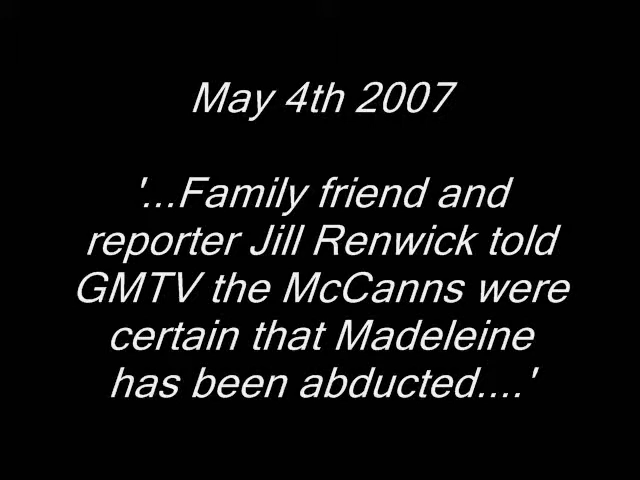 May 4th 2007
'...Family friend and
reporter Jill Renwick told
GMTV the McCanns were
certain that Madeleine
has been abducted....'